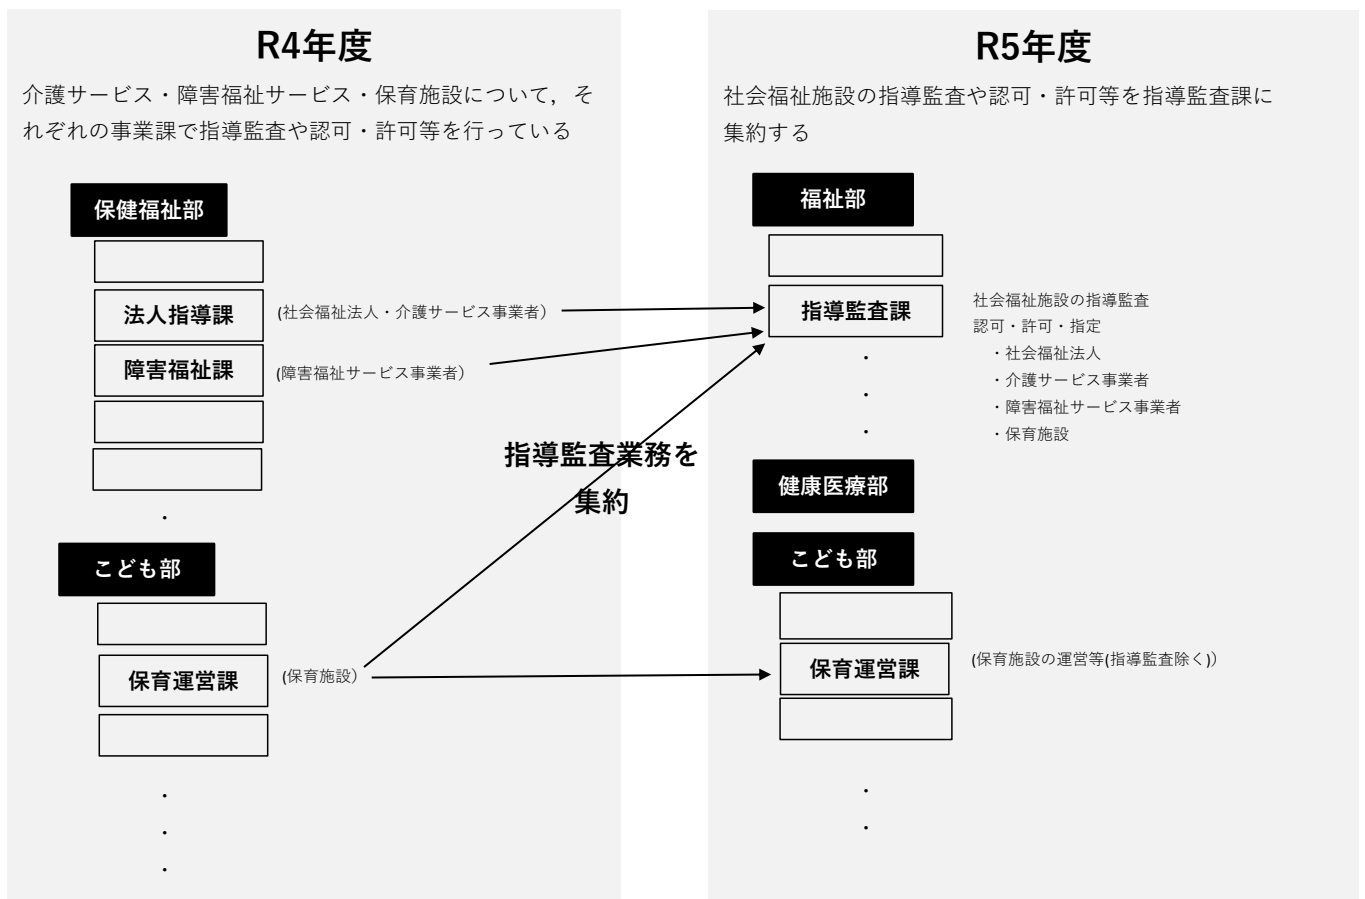 R4年度
介護サービス・障害福祉サービス・保育施設について，そ
れぞれの事業課で指導監査や認可・許可等を行っている
保健福祉部
法人指導課
(社会福祉法人・介護サービス事業者）
障害福祉課
(障害福祉サービス事業者）
・
こども部
保育運営課
(保育施設）
・
・
・
指導監査業務を
集約
R5年度
社会福祉施設の指導監査や認可・許可等を指導監査課に
集約する
福祉部
指導監査課
社会福祉施設の指導監査
認可・許可・指定
・社会福祉法人
・介護サービス事業者
・障害福祉サービス事業者
・保育施設
・
・
・
健康医療部
こども部
保育運営課
(保育施設の運営等(指導監査除く)）
・
・